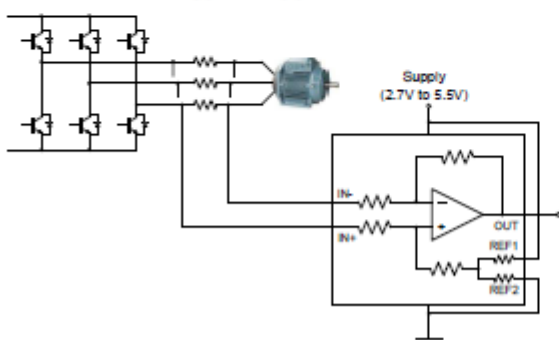 Supply
(2.7V to 5.5V)
IN-
IN+
OUT
REF1
REF2